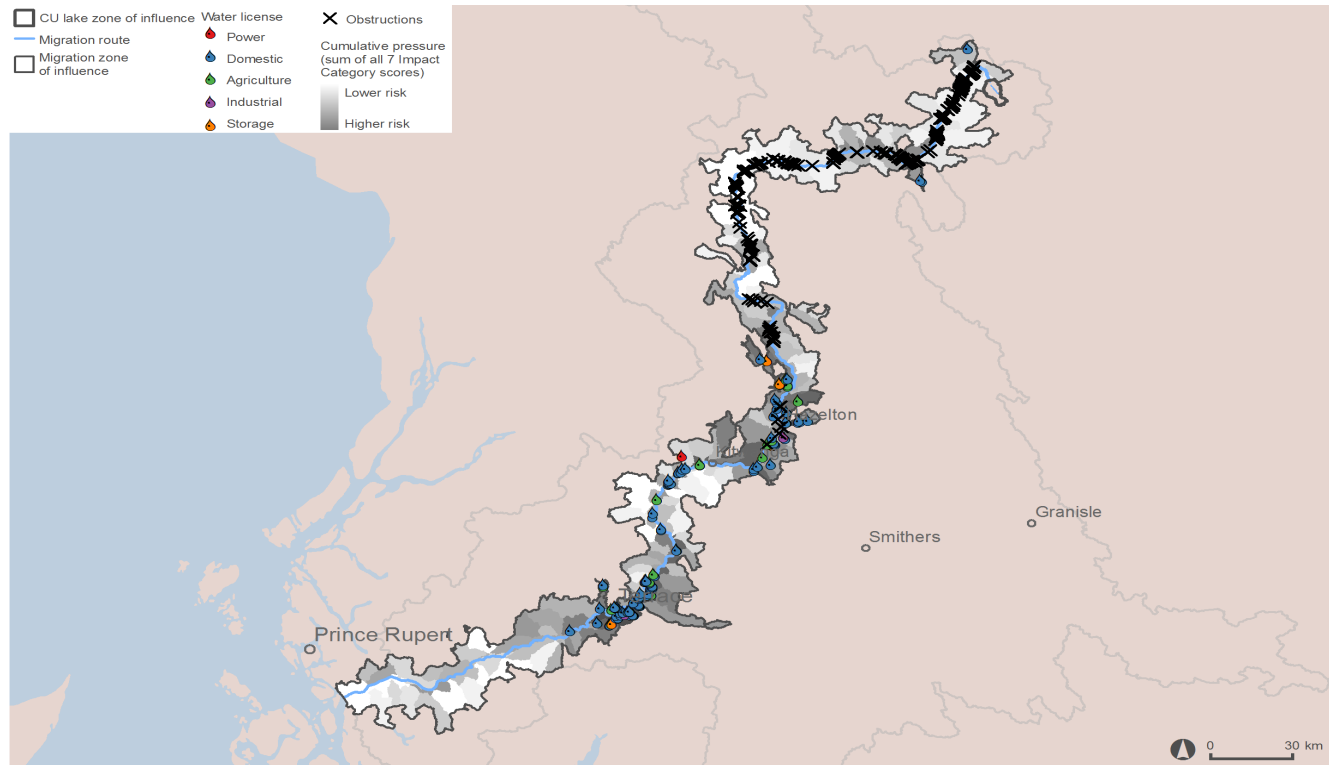 CU lake zone of influence
Migration route
Migration zone
of influence
Water license
Power
Domestic
Agriculture
Industrial
Storage
Obstructions
Cumulative pressure
(sum of all 7 Impact
Category scores)
Lower risk
Higher risk
Granisle
Smithers
Prince Rupert
0 30 km